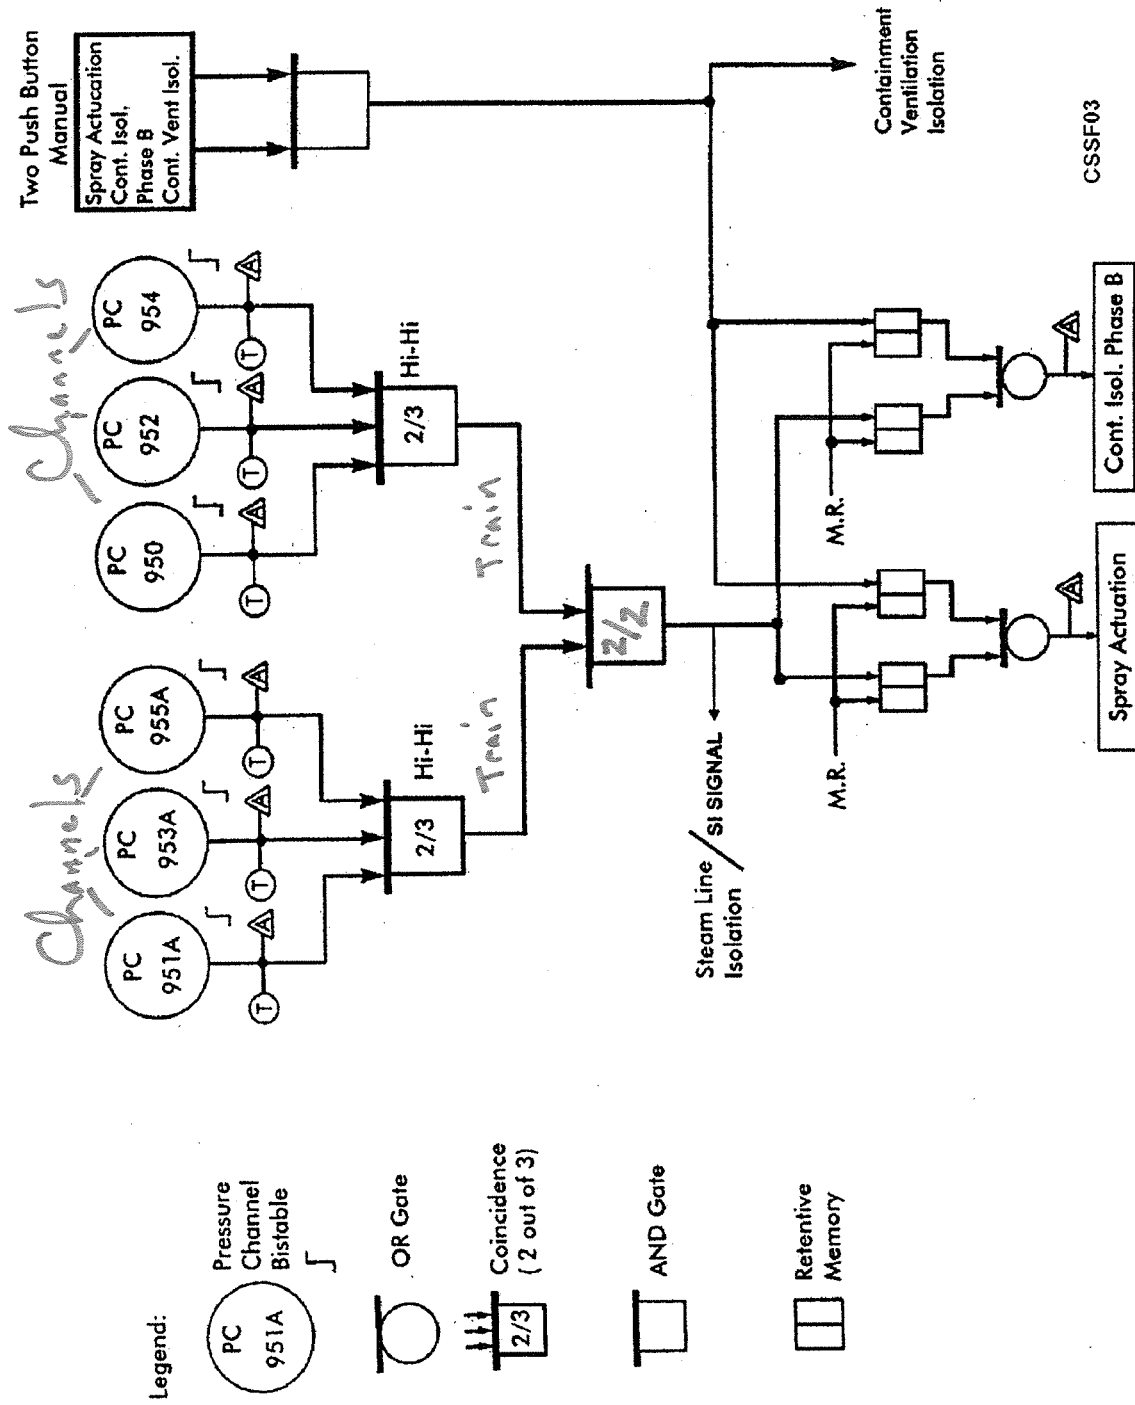 Two Push Button
Manual
Spray Actucation
Cont. Isol,
Phase B
Cont. Vent Isol.
Channels
Channels
PC
951A
PC
953A
PC
955A
PC
950
PC
952
PC
954
T
A
T
A
T
A
T
A
T
A
T
A
2/3
Hi-Hi
2/3
Hi-Hi
Train
Train
2/2
Steam Line
Isolation
SI SIGNAL
Containment
Ventilation
Isolation
M.R.
M.R.
A
A
Spray Actuation
Cont. Isol. Phase B
CSSF03
Legend:
PC
951A
Pressure
Channel
Bistable
OR Gate
2/3
Coincidence
( 2 out of 3)
AND Gate
Retentive
Memory